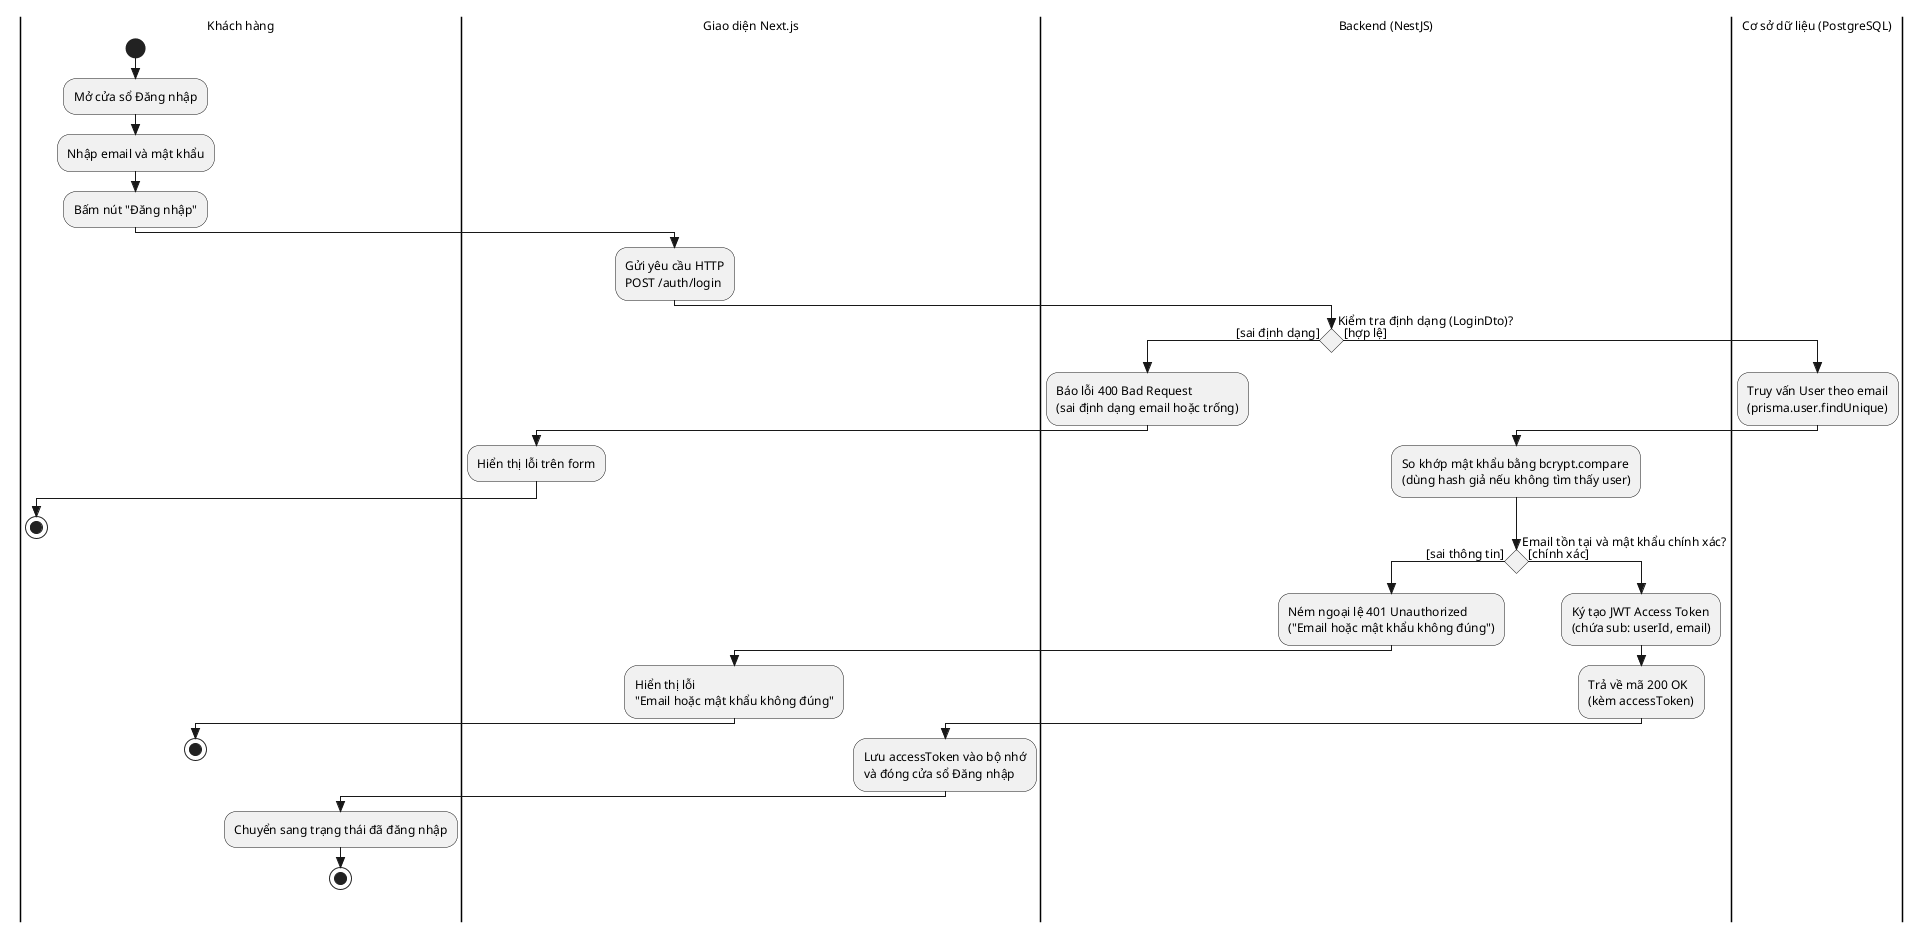 Khách hàng
Giao diện Next.js
Backend (NestJS)
Cơ sở dữ liệu (PostgreSQL)
Mở cửa sổ Đăng nhập
Nhập email và mật khẩu
Bấm nút "Đăng nhập"
Gửi yêu cầu HTTP
POST /auth/login
Kiểm tra định dạng (LoginDto)?
[sai định dạng]
[hợp lệ]
Báo lỗi 400 Bad Request
(sai định dạng email hoặc trống)
Truy vấn User theo email
(prisma.user.findUnique)
Hiển thị lỗi trên form
So khớp mật khẩu bằng bcrypt.compare
(dùng hash giả nếu không tìm thấy user)
Email tồn tại và mật khẩu chính xác?
[sai thông tin]
[chính xác]
Ném ngoại lệ 401 Unauthorized
("Email hoặc mật khẩu không đúng")
Ký tạo JWT Access Token
(chứa sub: userId, email)
Hiển thị lỗi
"Email hoặc mật khẩu không đúng"
Trả về mã 200 OK
(kèm accessToken)
Lưu accessToken vào bộ nhớ
và đóng cửa sổ Đăng nhập
Chuyển sang trạng thái đã đăng nhập